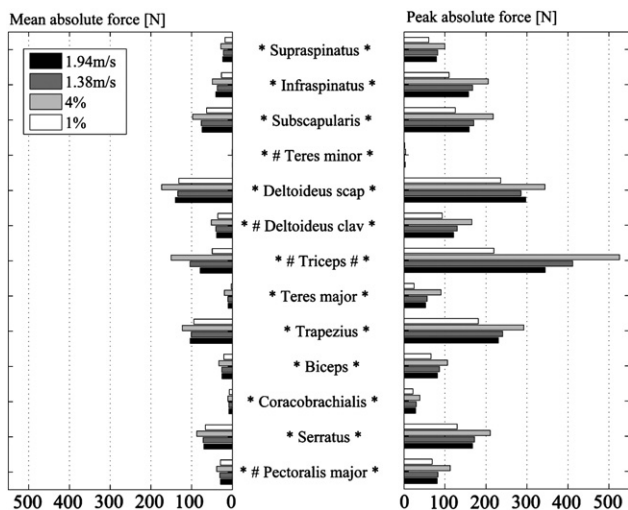 Mean absolute force [N]
Peak absolute force [N]
1.94m/s
1.38m/s
4%
1%
* Supraspinatus *
* Infraspinatus *
* Subscapularis *
* # Teres minor *
* Deltoideus scap *
* # Deltoideus clav *
* # Triceps # *
* Teres major *
* Trapezius *
* Biceps *
* Coracobrachialis *
* Serratus *
* # Pectoralis major *
500 400 300 200 100 0
0 100 200 300 400 500